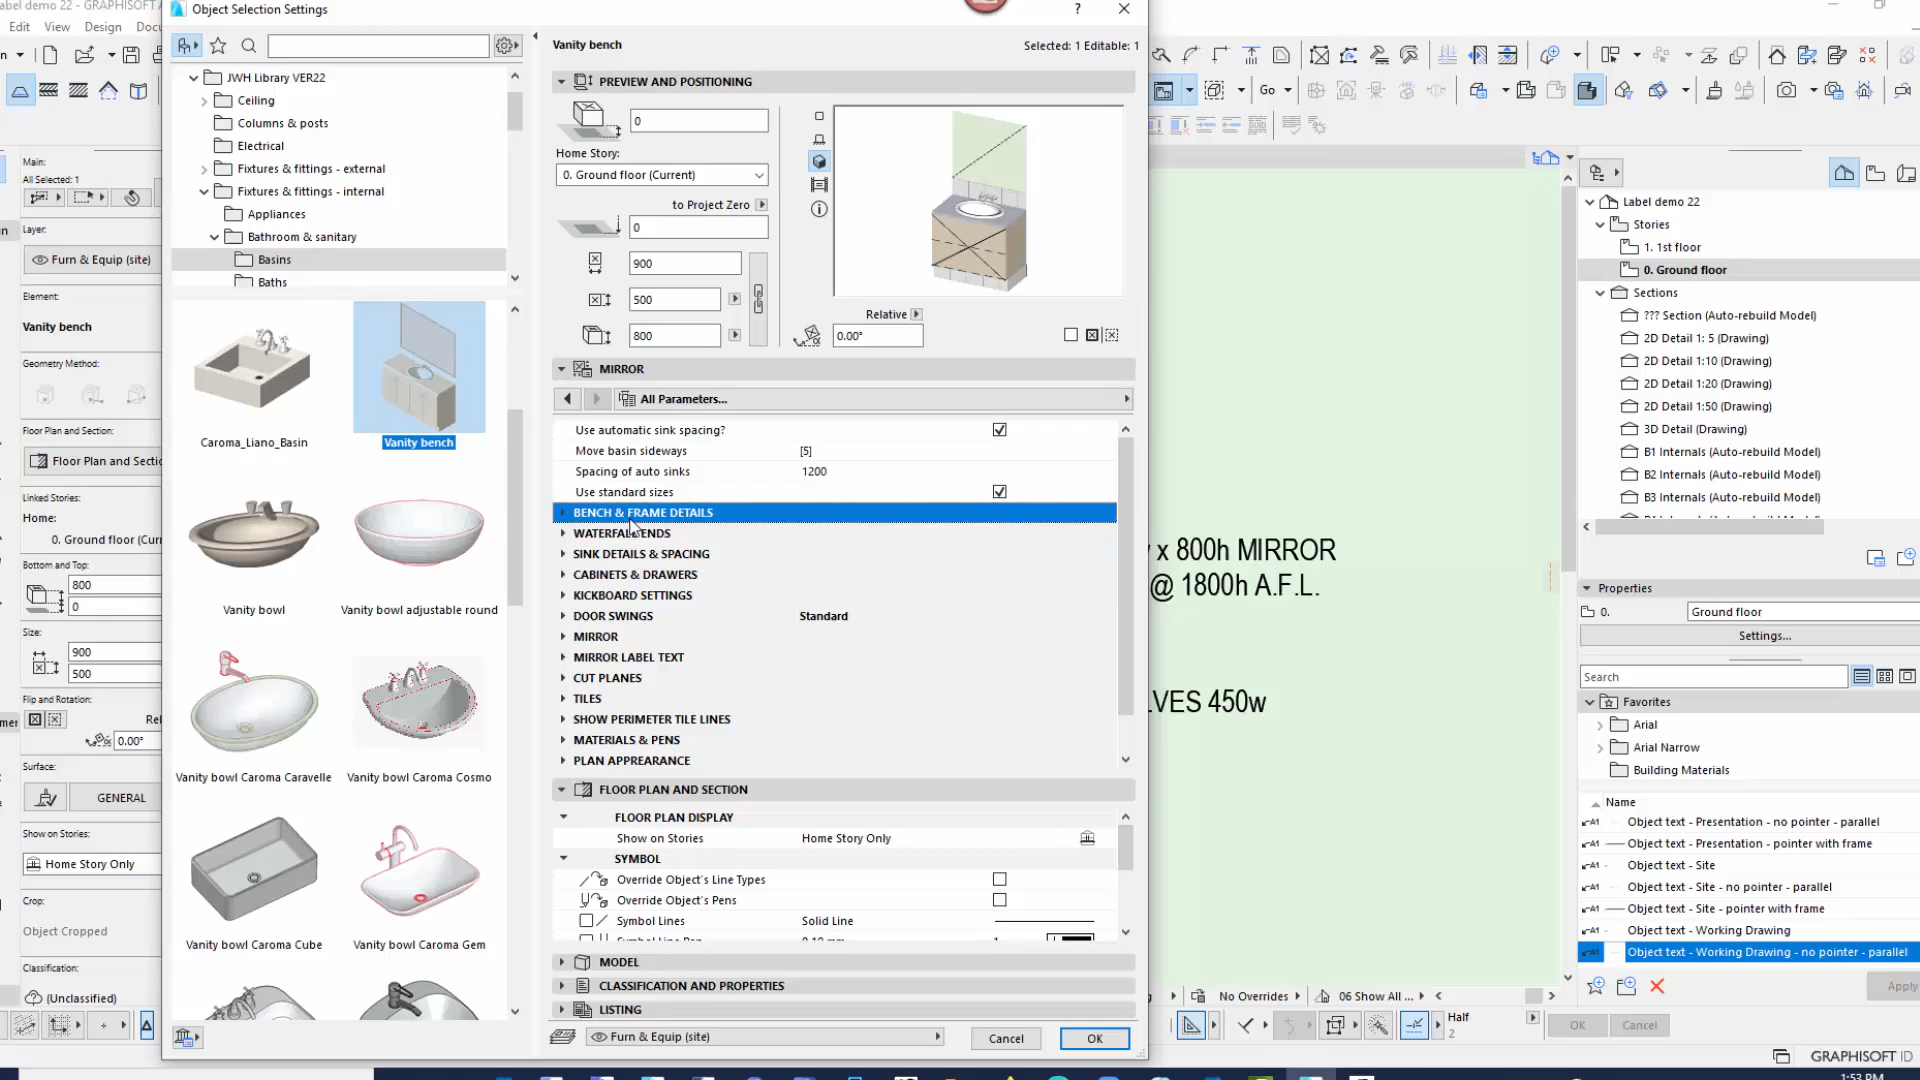 Label demo 22 - GRAPHISOFT
Edit View Design
Object Selection Settings
?
Vanity bench
Selected: 1 Editable: 1
JWH Library VER22
Ceiling
Columns & posts
Electrical
Fixtures & fittings - external
Fixtures & fittings - internal
Appliances
Bathroom & sanitary
Basins
Baths
Caroma_Liano_Basin
Vanity bench
Vanity bowl
Vanity bowl adjustable round
Vanity bowl Caroma Caravelle
Vanity bowl Caroma Cosmo
Vanity bowl Caroma Cube
Vanity bowl Caroma Gem
PREVIEW AND POSITIONING
0
Home Story:
0. Ground floor (Current)
to Project Zero
0
900
500
800
Relative
0.00°
MIRROR
All Parameters...
Use automatic sink spacing?
Move basin sideways [5]
Spacing of auto sinks 1200
Use standard sizes
BENCH & FRAME DETAILS
WATERFALL ENDS
SINK DETAILS & SPACING
CABINETS & DRAWERS
KICKBOARD SETTINGS
DOOR SWINGS Standard
MIRROR
MIRROR LABEL TEXT
CUT PLANES
TILES
SHOW PERIMETER TILE LINES
MATERIALS & PENS
PLAN APPREARANCE
FLOOR PLAN AND SECTION
FLOOR PLAN DISPLAY
Show on Stories Home Story Only
SYMBOL
Override Object's Line Types
Override Object's Pens
Symbol Lines Solid Line
MODEL
CLASSIFICATION AND PROPERTIES
LISTING
Furn & Equip (site)
Cancel
OK
Main:
All Selected: 1
Layer:
Furn & Equip (site)
Element:
Vanity bench
Geometry Method:
Floor Plan and Section:
Floor Plan and Sectic
Linked Stories:
Home:
0. Ground floor (Curr
Bottom and Top:
800
0
Size:
900
500
Flip and Rotation:
Rel
0.00°
Surface:
GENERAL
Show on Stories:
Home Story Only
Crop:
Object Cropped
Classification:
(Unclassified)
Go
x 800h MIRROR
@ 1800h A.F.L.
LVES 450w
No Overrides
06 Show All ...
Half
2
OK
Cancel
Label demo 22
Stories
1. 1st floor
0. Ground floor
Sections
??? Section (Auto-rebuild Model)
2D Detail 1: 5 (Drawing)
2D Detail 1:10 (Drawing)
2D Detail 1:20 (Drawing)
2D Detail 1:50 (Drawing)
3D Detail (Drawing)
B1 Internals (Auto-rebuild Model)
B2 Internals (Auto-rebuild Model)
B3 Internals (Auto-rebuild Model)
Properties
0. Ground floor
Settings...
Search
Favorites
Arial
Arial Narrow
Building Materials
Name
Object text - Presentation - no pointer - parallel
Object text - Presentation - pointer with frame
Object text - Site
Object text - Site - no pointer - parallel
Object text - Site - pointer with frame
Object text - Working Drawing
Object text - Working Drawing - no pointer - parallel
Apply
GRAPHISOFT ID
1:53 PM